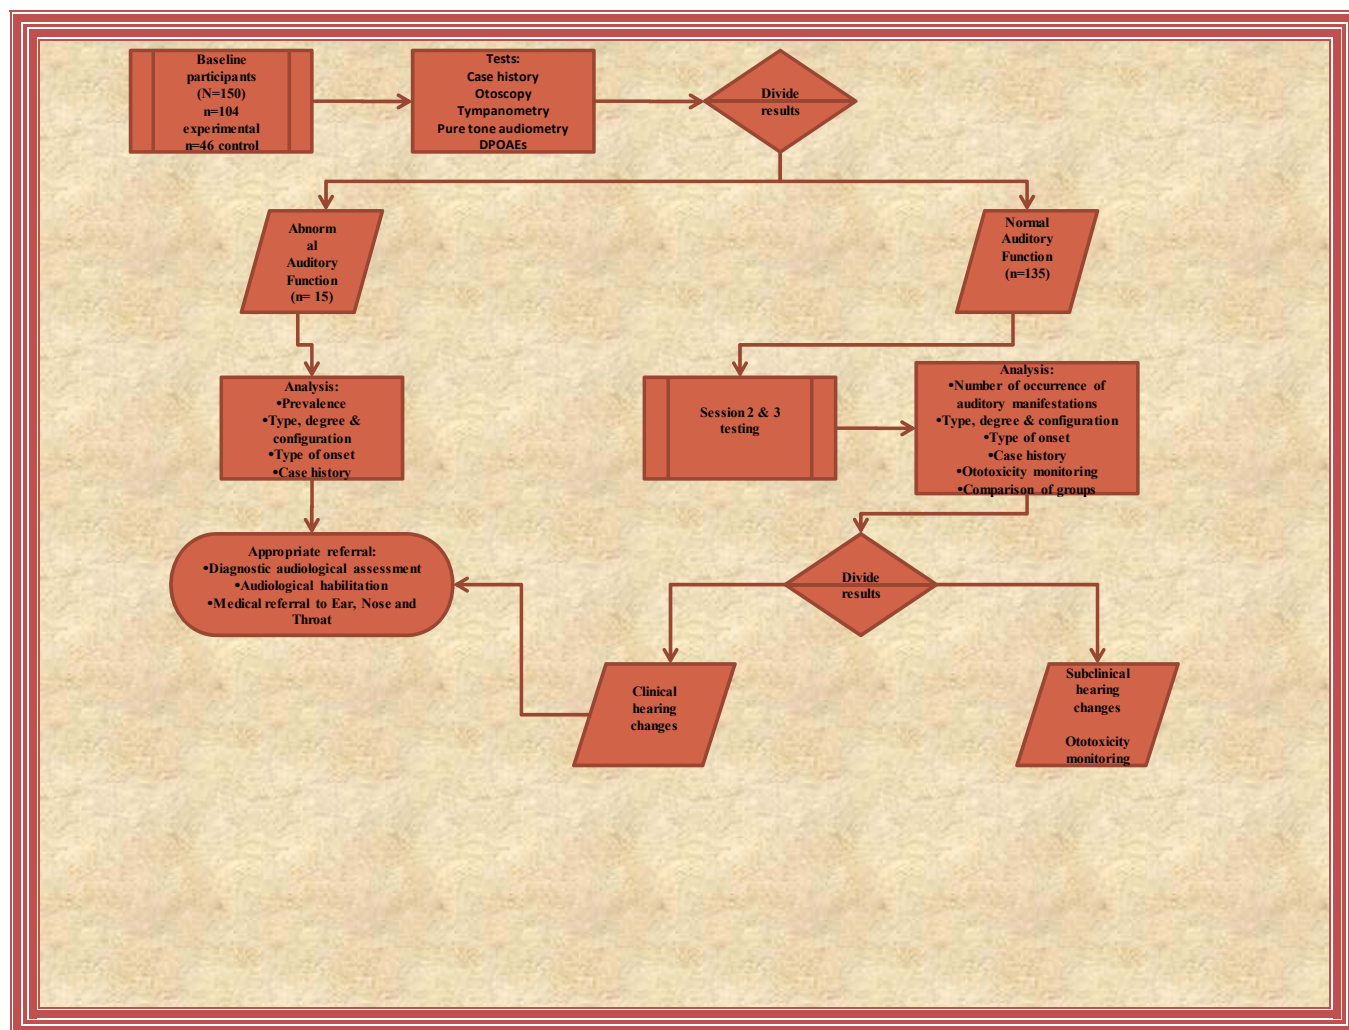 Baseline
participants
(N=150)
n=104
experimental
n=46 control
Tests:
Case history
Otoscopy
Tympanometry
Pure tone audiometry
DPOAEs
Divide
results
Abnorm
al
Auditory
Function
(n= 15)
Normal
Auditory
Function
(n=135)
Analysis:
•Prevalence
•Type, degree &
configuration
•Type of onset
•Case history
Session 2 & 3
testing
Analysis:
•Number of occurrence of
auditory manifestations
•Type, degree & configuration
•Type of onset
•Case history
•Ototoxicity monitoring
•Comparison of groups
Appropriate referral:
•Diagnostic audiological assessment
•Audiological habilitation
•Medical referral to Ear, Nose and
Throat
Divide
results
Clinical
hearing
changes
Subclinical
hearing
changes
Ototoxicity
monitoring